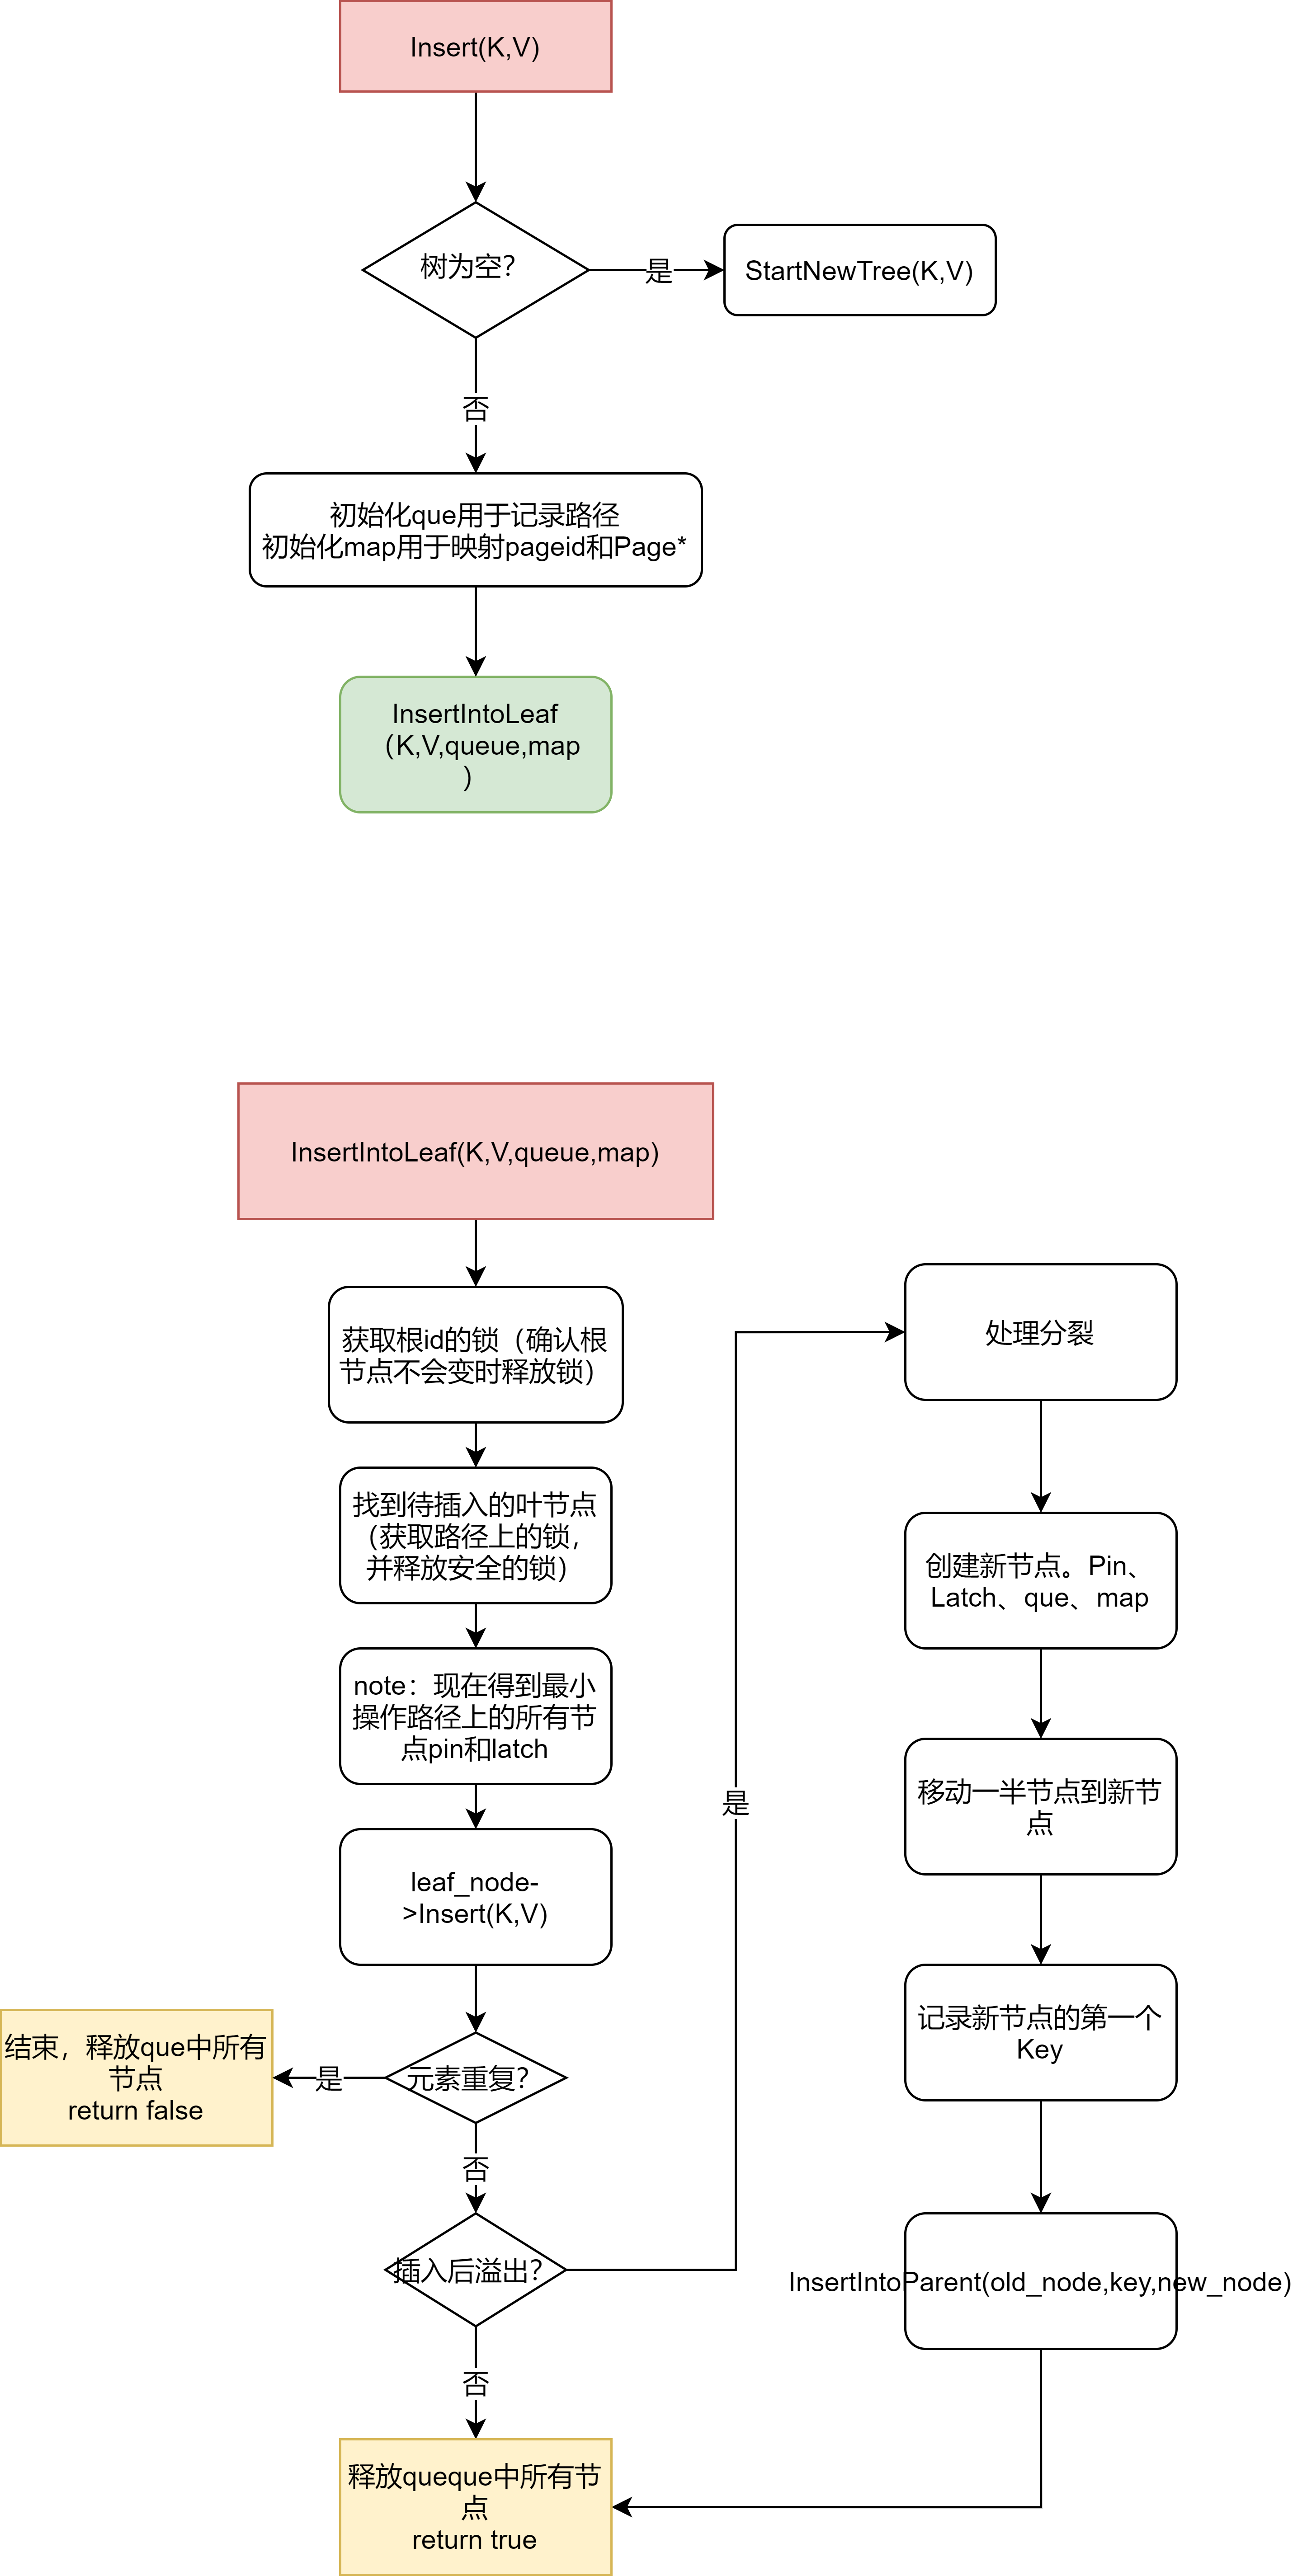 Insert(K,V)
树为空?
是
StartNewTree(K,V)
否
初始化que用于记录路径
初始化map用于映射pageid和Page*
InsertIntoLeaf
（K,V,queue,map
）
InsertIntoLeaf(K,V,queue,map)
获取根id的锁（确认根
节点不会变时释放锁）
找到待插入的叶节点
（获取路径上的锁，
并释放安全的锁）
note：现在得到最小
操作路径上的所有节
点pin和latch
leaf_node-
>Insert(K,V)
元素重复?
是
结束，释放que中所有
节点
return false
否
插入后溢出?
是
否
释放queque中所有节
点
return true
处理分裂
创建新节点。Pin、
Latch、que、map
移动一半节点到新节
点
记录新节点的第一个
Key
InsertIntoParent(old_node,key,new_node)